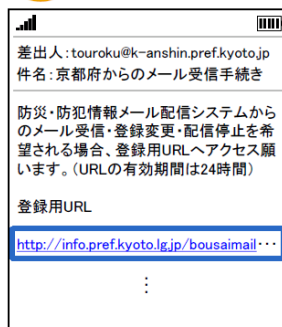 差出人:touroku@k-anshin.pref.kyoto.jp
件名:京都府からのメール受信手続き
防災・防犯情報メール配信システムから
のメール受信・登録変更・配信停止を希
望される場合、登録用URLへアクセス願
います。(URLの有効期間は24時間)
登録用URL
http://info.pref.kyoto.lg.jp/bousaimail・・・
⋮